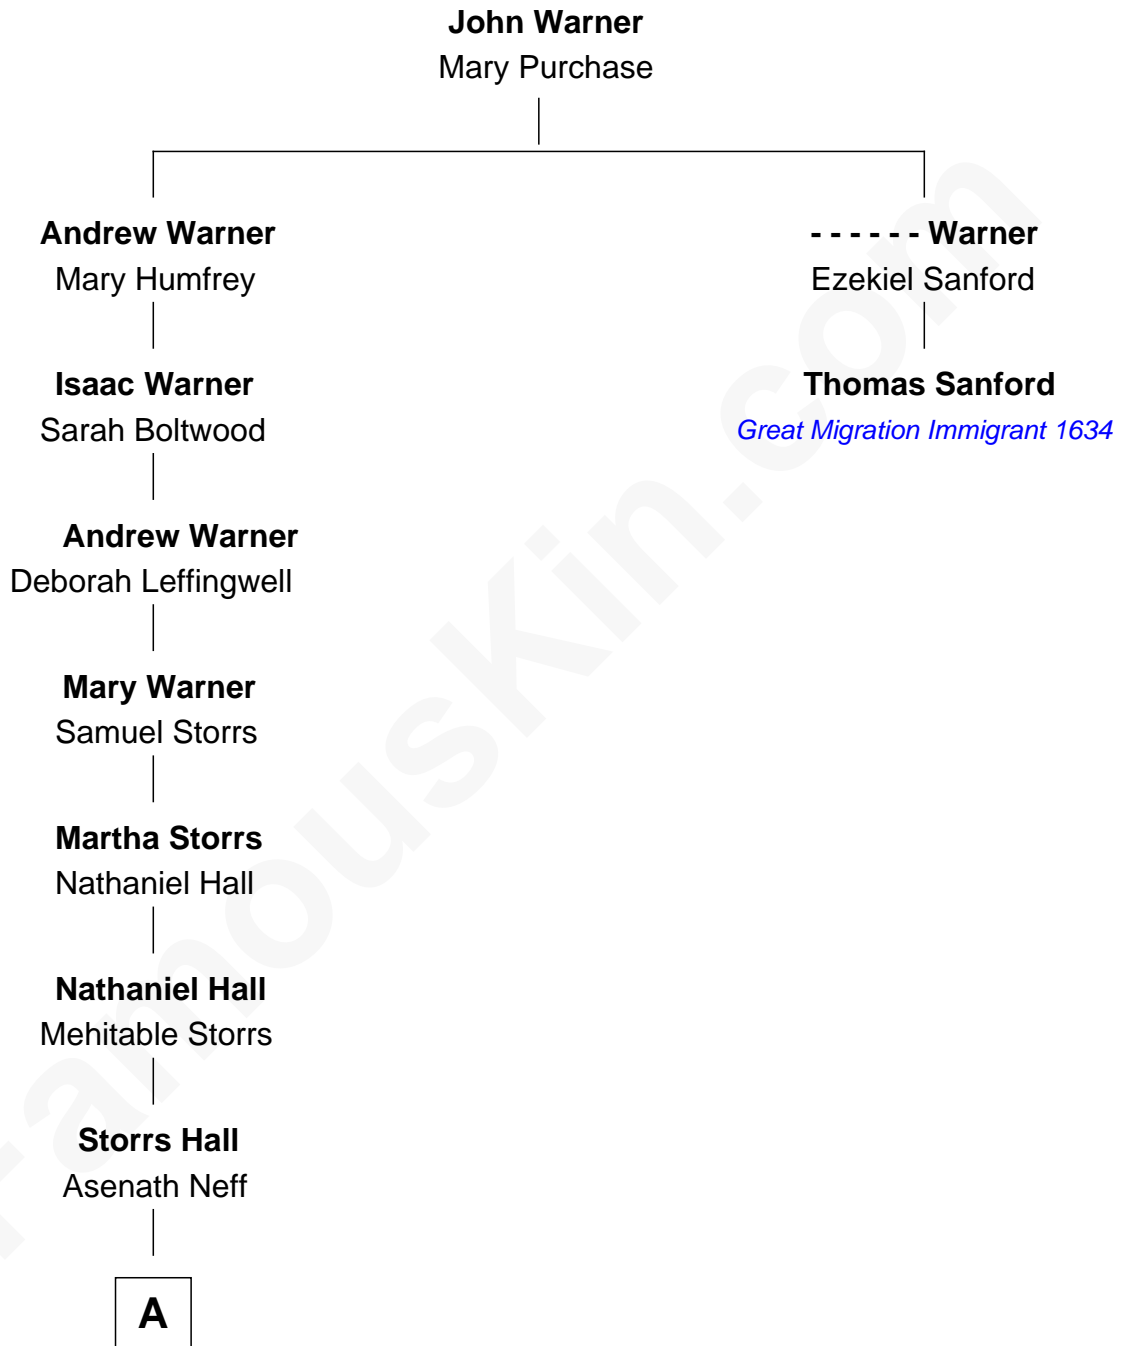 John Warner
Mary Purchase
Andrew Warner
Mary Humfrey
- - - - - - Warner
Ezekiel Sanford
Isaac Warner
Sarah Boltwood
Thomas Sanford
Great Migration Immigrant 1634
Andrew Warner
Deborah Leffingwell
Mary Warner
Samuel Storrs
Martha Storrs
Nathaniel Hall
Nathaniel Hall
Mehitable Storrs
Storrs Hall
Asenath Neff
A
FamousKin.com